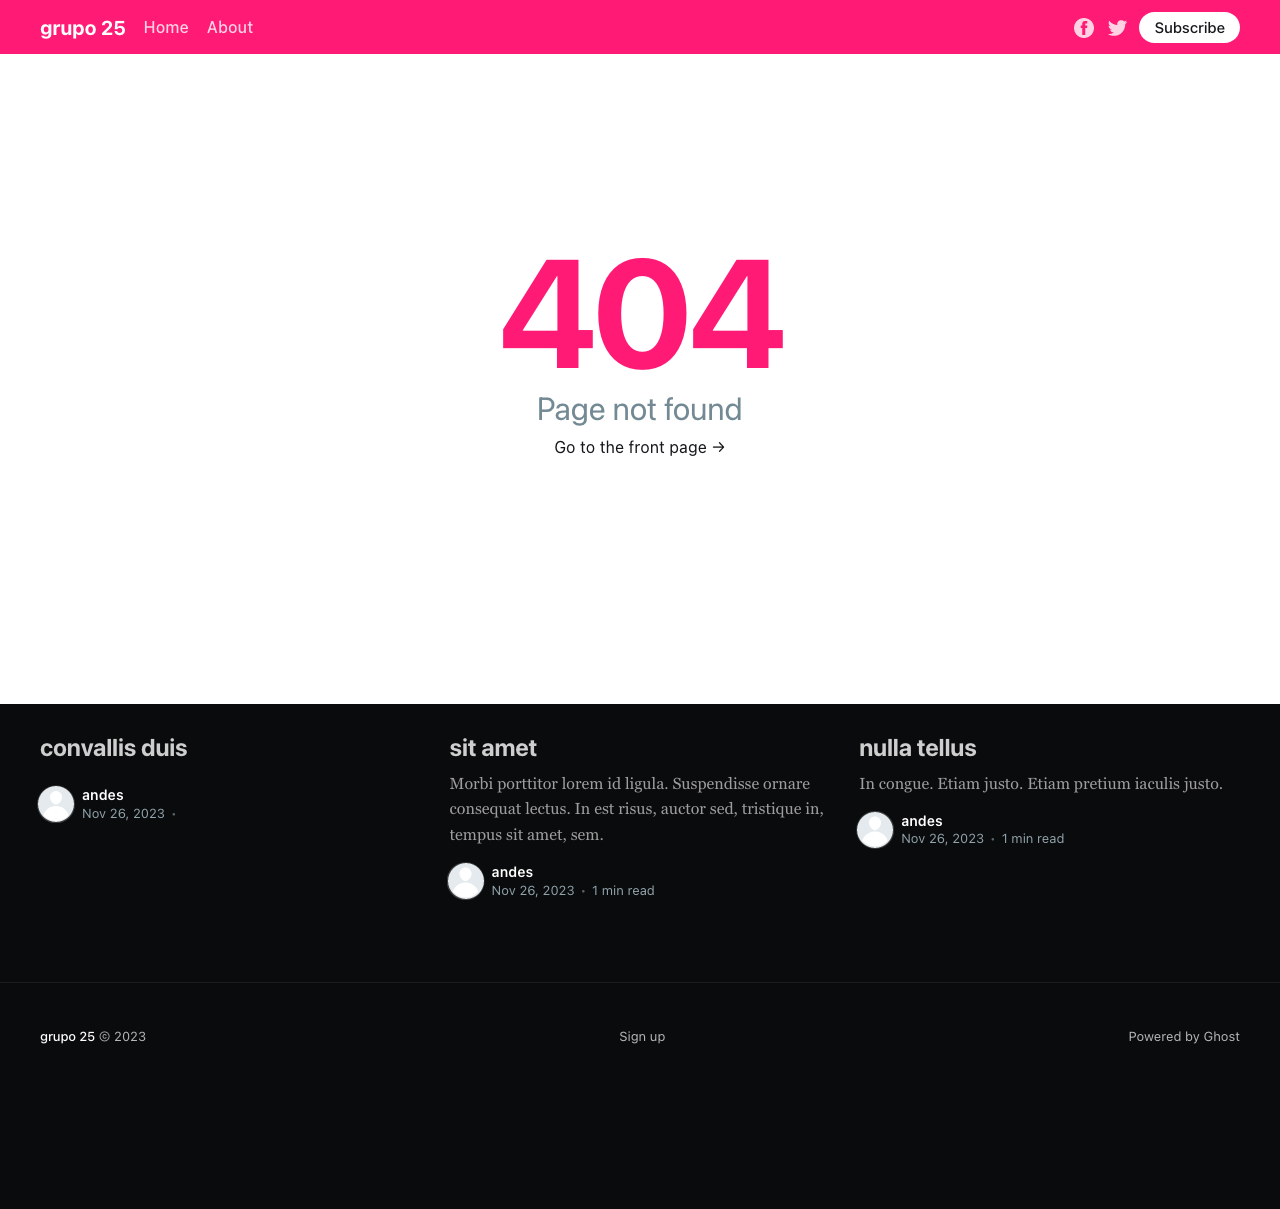 grupo 25 Home About Subscribe
404
Page not found
Go to the front page →
convallis duis
andes
Nov 26, 2023 •
sit amet
Morbi porttitor lorem id ligula. Suspendisse ornare
consequat lectus. In est risus, auctor sed, tristique in,
tempus sit amet, sem.
andes
Nov 26, 2023 • 1 min read
nulla tellus
In congue. Etiam justo. Etiam pretium iaculis justo.
andes
Nov 26, 2023 • 1 min read
grupo 25 © 2023 Sign up Powered by Ghost